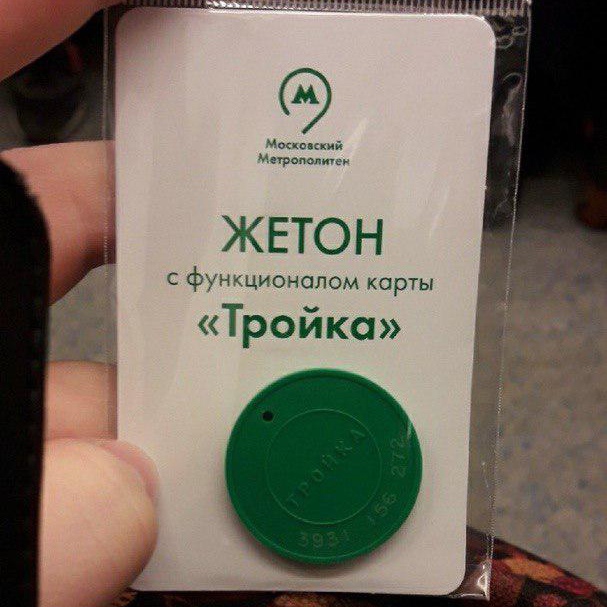 М
Московский
Метрополитен
ЖЕТОН
с функционалом карты
«Тройка»
ТРОЙКА
3931 156 272